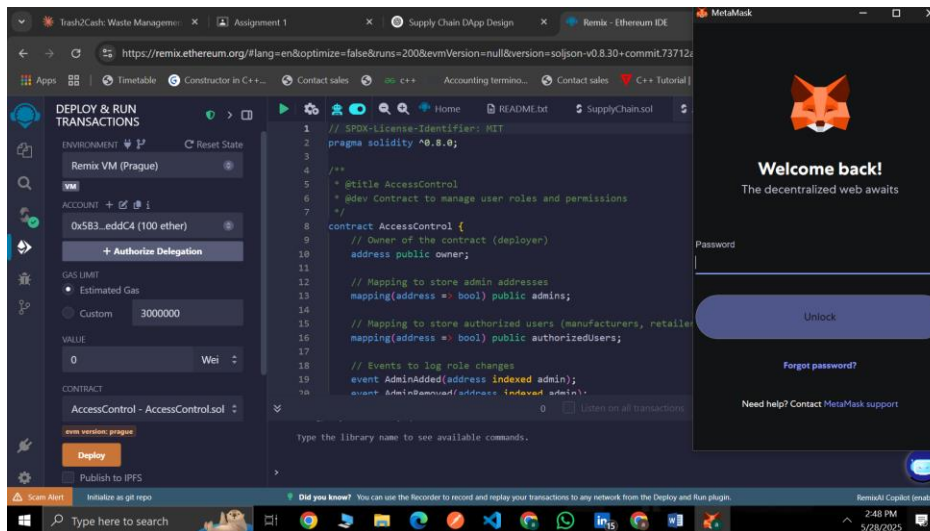 Trash2Cash: Waste Managemen
Assignment 1
Supply Chain DApp Design
Remix - Ethereum IDE
MetaMask
https://remix.ethereum.org/#lang=en&optimize=false&runs=200&evmVersion=null&version=soljson-v0.8.30+commit.73712a
Apps
Timetable
Constructor in C++...
Contact sales
c++
Accounting termino...
Contact sales
C++ Tutorial
DEPLOY & RUN
TRANSACTIONS
ENVIRONMENT
Reset State
Remix VM (Prague)
VM
ACCOUNT
0x5B3...eddC4 (100 ether)
+ Authorize Delegation
GAS LIMIT
Estimated Gas
Custom 3000000
VALUE
0 Wei
CONTRACT
AccessControl - AccessControl.sol
evm version: prague
Deploy
Publish to IPFS
Home
README.txt
SupplyChain.sol
1 // SPDX-License-Identifier: MIT
2 pragma solidity ^0.8.0;
3
4 /**
5 * @title AccessControl
6 * @dev Contract to manage user roles and permissions
7 */
8 contract AccessControl {
9 // Owner of the contract (deployer)
10 address public owner;
11
12 // Mapping to store admin addresses
13 mapping(address => bool) public admins;
14
15 // Mapping to store authorized users (manufacturers, retailer
16 mapping(address => bool) public authorizedUsers;
17
18 // Events to log role changes
19 event AdminAdded(address indexed admin);
20 event AdminRemoved(address indexed admin);
0 Listen on all transactions
Type the library name to see available commands.
>
Welcome back!
The decentralized web awaits
Password
Unlock
Forgot password?
Need help? Contact MetaMask support
Scam Alert
Initialize as git repo
Did you know? You can use the Recorder to record and replay your transactions to any network from the Deploy and Run plugin.
RemixAI Copilot (enab
Type here to search
15
2:48 PM
5/28/2025